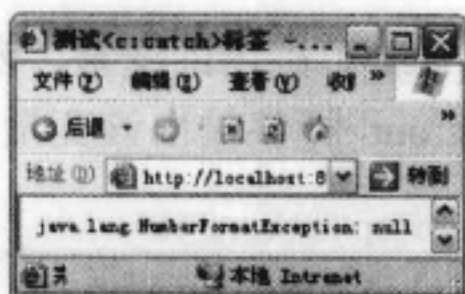 测试<c:catch>标签 -...
文件(F) 编辑(E) 查看(V) 收 »
后退 »
地址(D) http://localhost:8 转到
java.lang.NumberFormatException: null
本地 Intranet